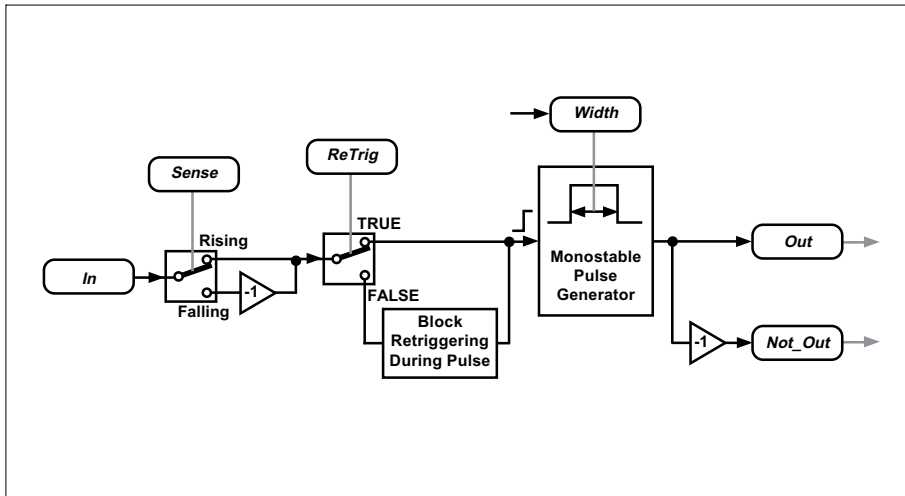 Width
ReTrig
Sense
TRUE
Rising
In
Monostable
Pulse
Generator
Out
-1
FALSE
Falling
Block
Retriggering
During Pulse
-1
Not_Out